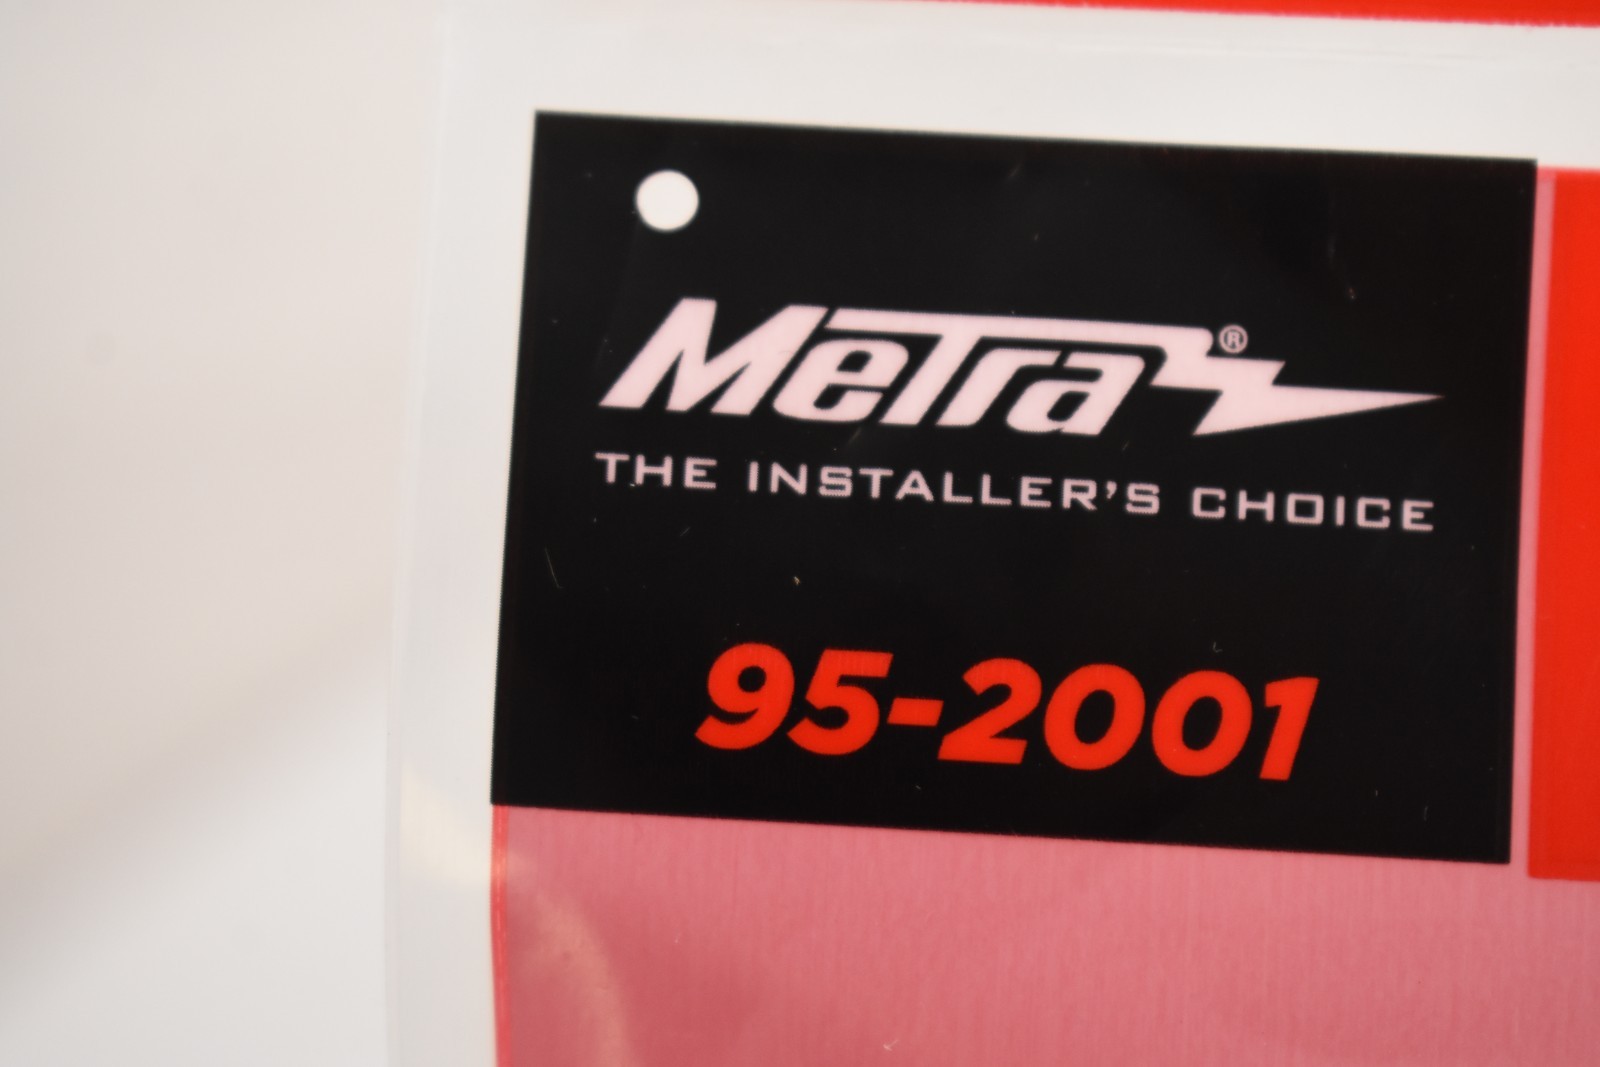 MeTra®
THE INSTALLER'S CHOICE
95-2001